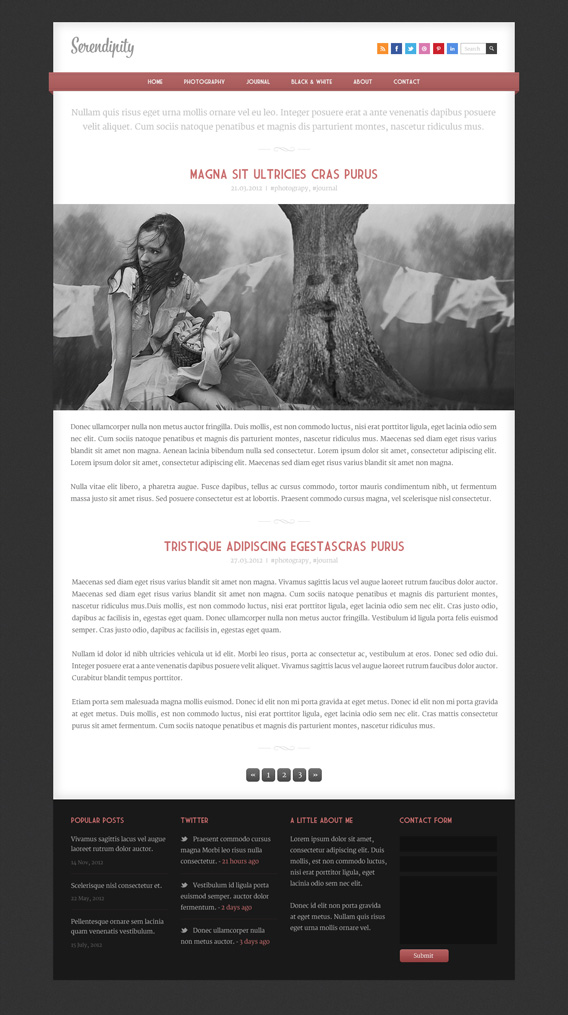 Serendipity
Search
HOME PHOTOGRAPHY JOURNAL BLACK & WHITE ABOUT CONTACT
Nullam quis risus eget urna mollis ornare vel eu leo. Integer posuere erat a ante venenatis dapibus posuere
velit aliquet. Cum sociis natoque penatibus et magnis dis parturient montes, nascetur ridiculus mus.
MAGNA SIT ULTRICIES CRAS PURUS
21.03.2012 | #photograpy, #journal
Donec ullamcorper nulla non metus auctor fringilla. Duis mollis, est non commodo luctus, nisi erat porttitor ligula, eget lacinia odio sem
nec elit. Cum sociis natoque penatibus et magnis dis parturient montes, nascetur ridiculus mus. Maecenas sed diam eget risus varius
blandit sit amet non magna. Aenean lacinia bibendum nulla sed consectetur. Lorem ipsum dolor sit amet, consectetur adipiscing elit.
Lorem ipsum dolor sit amet, consectetur adipiscing elit. Maecenas sed diam eget risus varius blandit sit amet non magna.
Nulla vitae elit libero, a pharetra augue. Fusce dapibus, tellus ac cursus commodo, tortor mauris condimentum nibh, ut fermentum
massa justo sit amet risus. Sed posuere consectetur est at lobortis. Praesent commodo cursus magna, vel scelerisque nisl consectetur.
TRISTIQUE ADIPISCING EGESTASCRAS PURUS
27.03.2012 | #photograpy, #journal
Maecenas sed diam eget risus varius blandit sit amet non magna. Vivamus sagittis lacus vel augue laoreet rutrum faucibus dolor auctor.
Maecenas sed diam eget risus varius blandit sit amet non magna. Cum sociis natoque penatibus et magnis dis parturient montes,
nascetur ridiculus mus.Duis mollis, est non commodo luctus, nisi erat porttitor ligula, eget lacinia odio sem nec elit. Cras justo odio,
dapibus ac facilisis in, egestas eget quam. Donec ullamcorper nulla non metus auctor fringilla. Vestibulum id ligula porta felis euismod
semper. Cras justo odio, dapibus ac facilisis in, egestas eget quam.
Nullam id dolor id nibh ultricies vehicula ut id elit. Morbi leo risus, porta ac consectetur ac, vestibulum at eros. Donec sed odio dui.
Integer posuere erat a ante venenatis dapibus posuere velit aliquet. Vivamus sagittis lacus vel augue laoreet rutrum faucibus dolor auctor.
Curabitur blandit tempus porttitor.
Etiam porta sem malesuada magna mollis euismod. Donec id elit non mi porta gravida at eget metus. Donec id elit non mi porta gravida
at eget metus. Duis mollis, est non commodo luctus, nisi erat porttitor ligula, eget lacinia odio sem nec elit. Cras mattis consectetur
purus sit amet fermentum. Cum sociis natoque penatibus et magnis dis parturient montes, nascetur ridiculus mus.
« 1 2 3 »
POPULAR POSTS
Vivamus sagittis lacus vel augue
laoreet rutrum dolor auctor.
14 Nov, 2012
Scelerisque nisl consectetur et.
22 May, 2012
Pellentesque ornare sem lacinia
quam venenatis vestibulum.
11 July, 2012
TWITTER
Praesent commodo cursus
magna Morbi leo risus nulla
consectetur. - 21 hours ago
Vestibulum id ligula porta
euismod semper. auctor dolor
fermentum. - 2 days ago
Donec ullamcorper nulla
non metus auctor. - 3 days ago
A LITTLE ABOUT ME
Lorem ipsum dolor sit amet,
consectetur adipiscing elit. Duis
mollis, est non commodo luctus,
nisi erat porttitor ligula, eget
lacinia odio sem nec elit.
Donec id elit non mi porta gravida
at eget metus. Nullam quis risus
eget urna mollis ornare vel.
CONTACT FORM
Submit